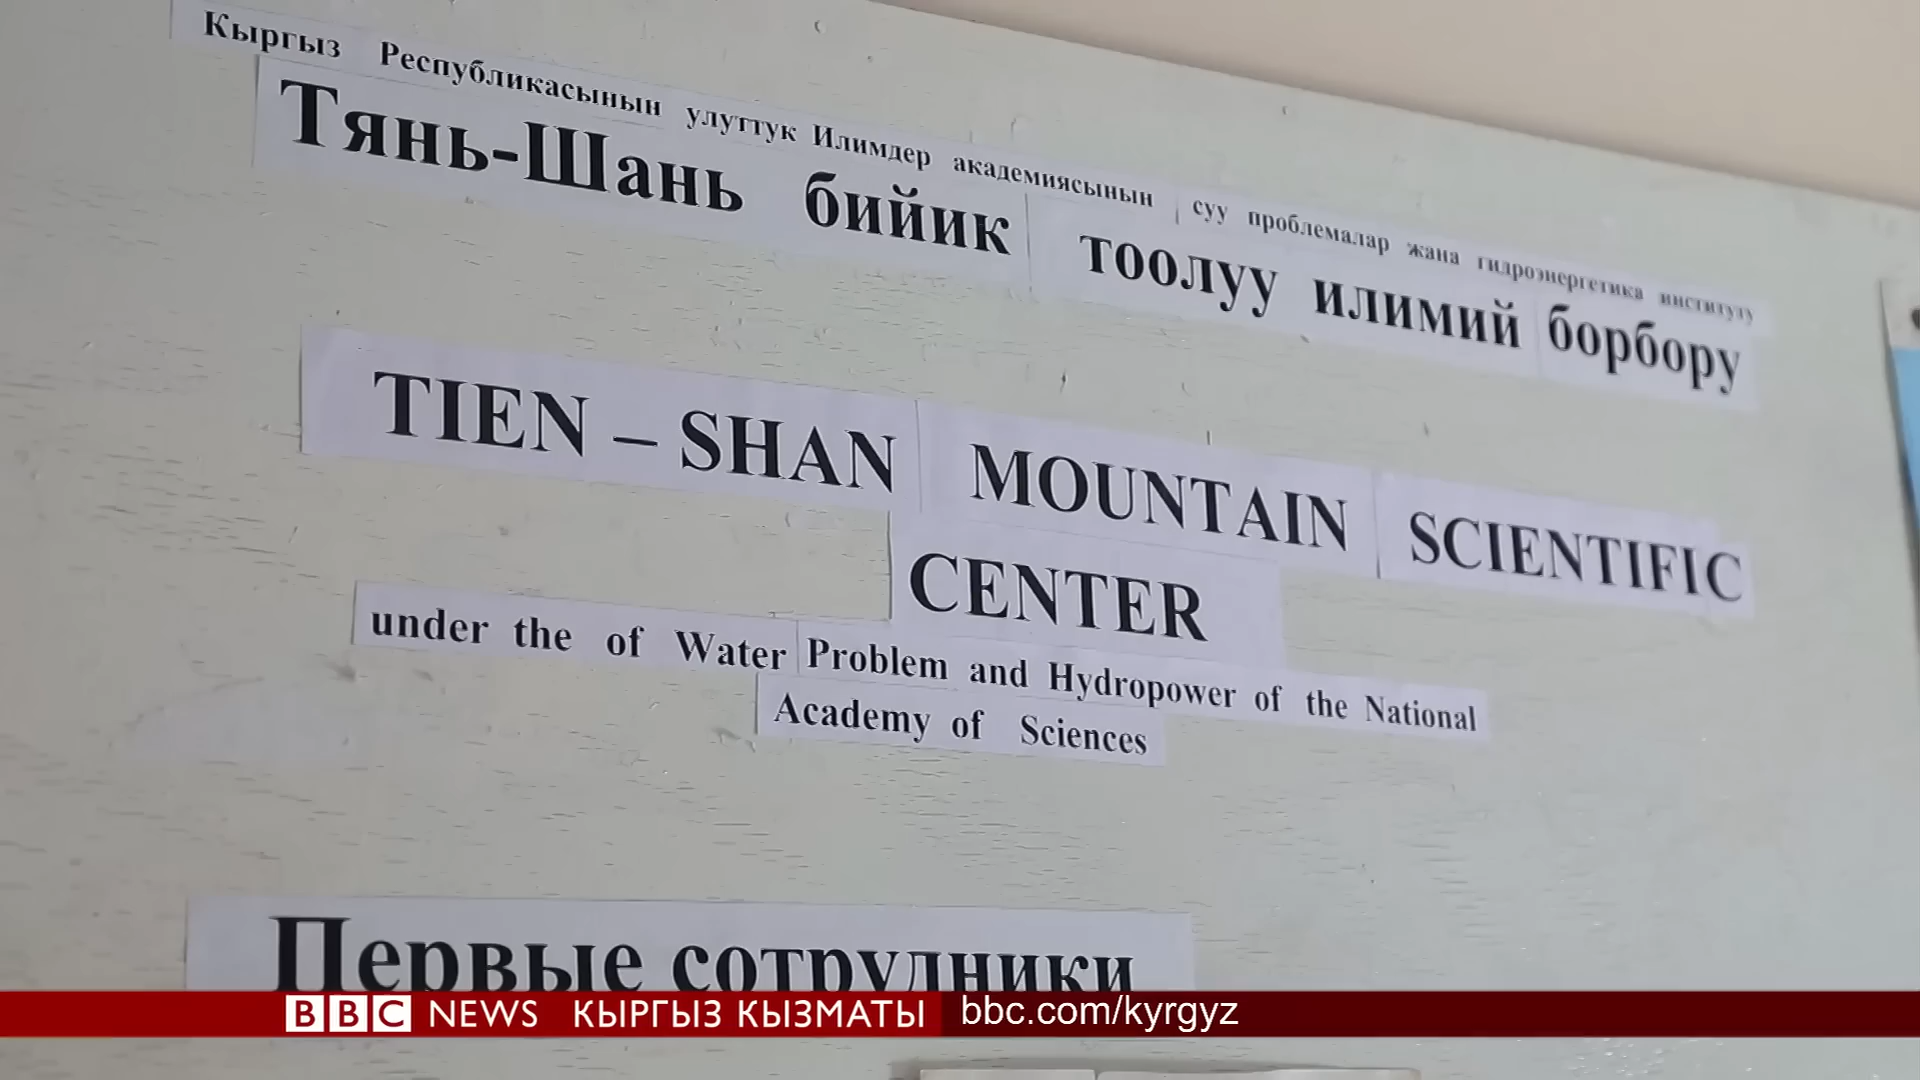 Кыргыз Республикасынын улуттук Илимдер академиясынын суу проблемалар жана гидроэнергетика институту
Тянь-Шань бийик тоолуу илимий борбору
TIEN – SHAN MOUNTAIN SCIENTIFIC
CENTER
under the of Water Problem and Hydropower of the National
Academy of Sciences
Первые сотрудники
BBC NEWS КЫРГЫЗ КЫЗМАТЫ bbc.com/kyrgyz